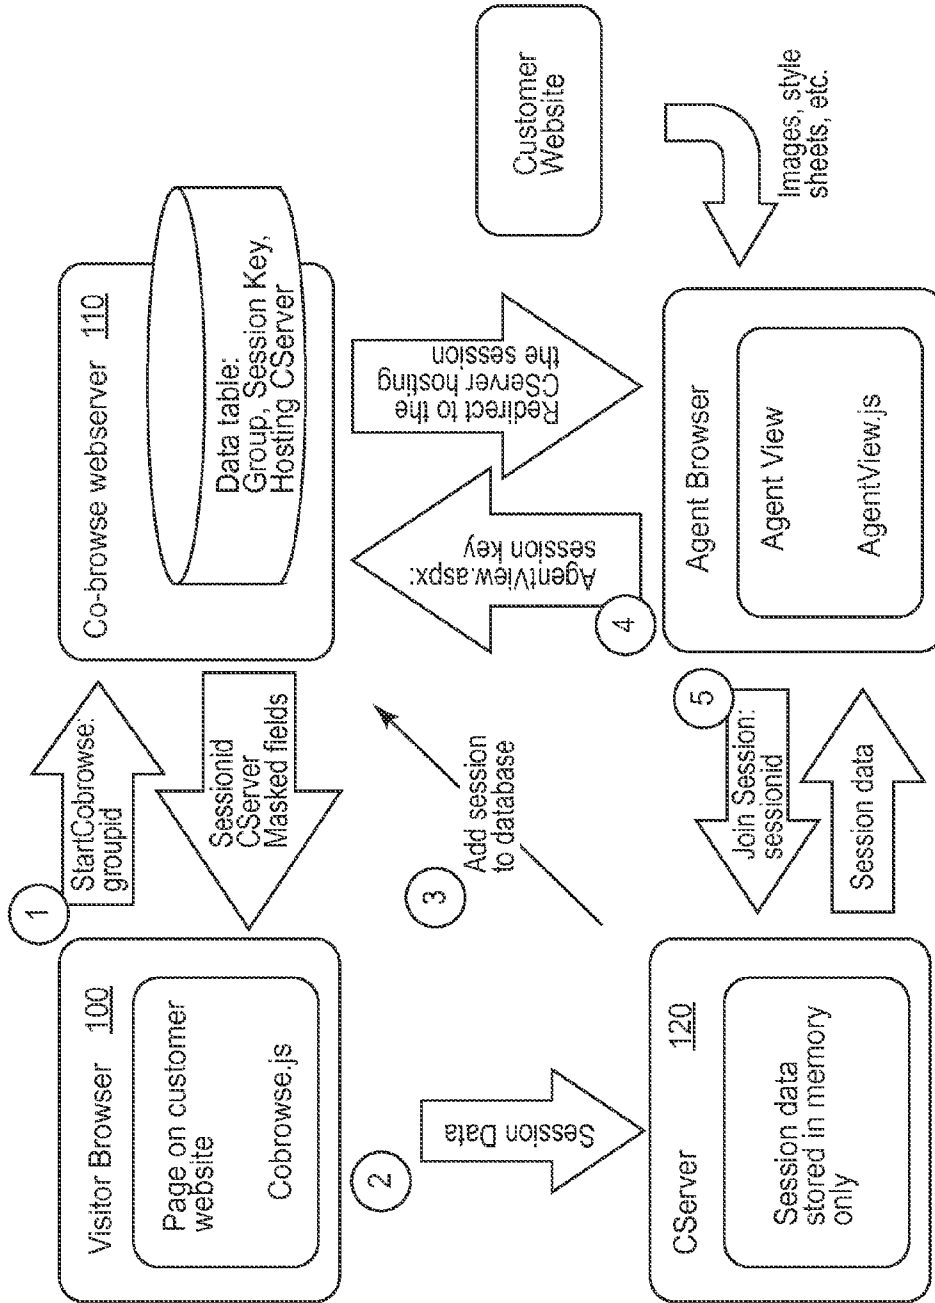 Visitor Browser 100
Page on customer
website
Cobrowse.js
1
StartCobrowse:
groupid
Sessionid
CServer
Masked fields
Co-browse webserver 110
Data table:
Group, Session Key,
Hosting CServer
2
Session Data
3
Add session
to database
4
AgentView.aspx:
session key
Redirect to the
CServer hosting
the session
Customer
Website
Images, style
sheets, etc.
CServer 120
Session data
stored in memory
only
5
Join Session:
sessionid
Session data
Agent Browser
Agent View
AgentView.js